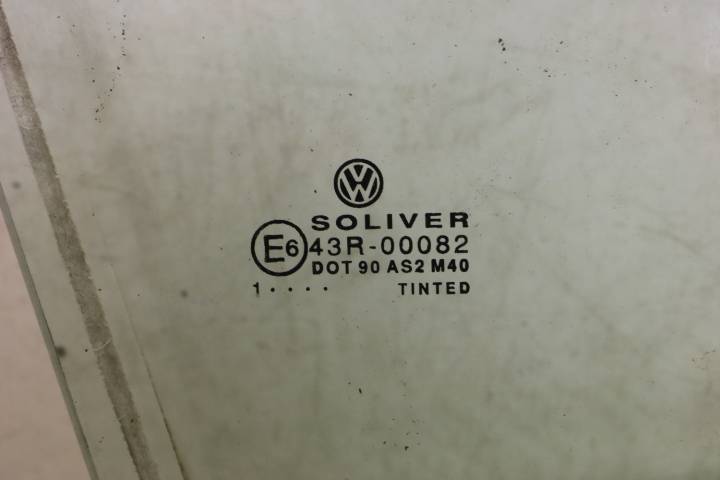 VW
SOLIVER
E6 43R-00082
DOT 90 AS2 M40
1 · · · · TINTED